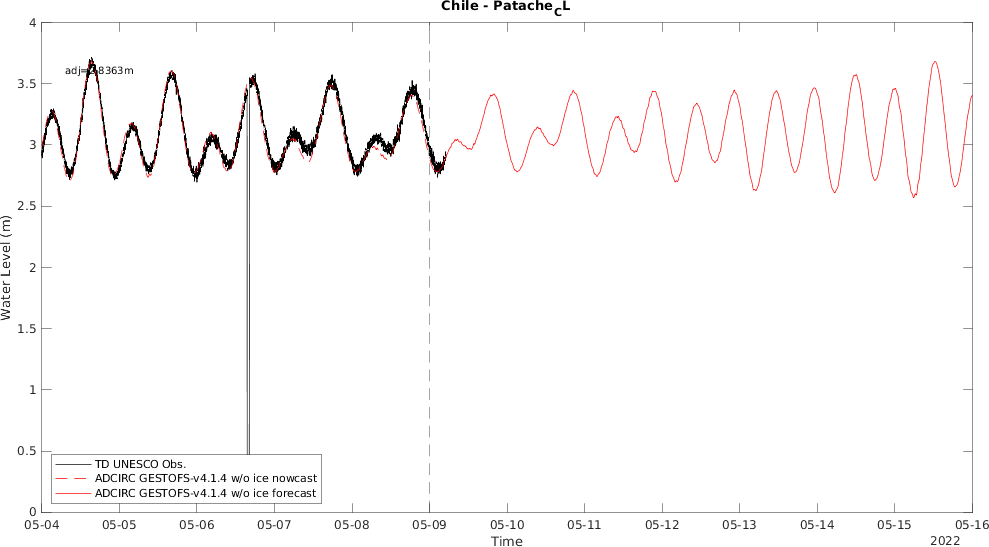 Chile - Patache_CL
4
3.5
3
2.5
2
1.5
1
0.5
0
Water Level (m)
TD UNESCO Obs.
ADCIRC GESTOFS-v4.1.4 w/o ice nowcast
ADCIRC GESTOFS-v4.1.4 w/o ice forecast
05-04 05-05 05-06 05-07 05-08 05-09 05-10 05-11 05-12 05-13 05-14 05-15 05-16
Time
2022